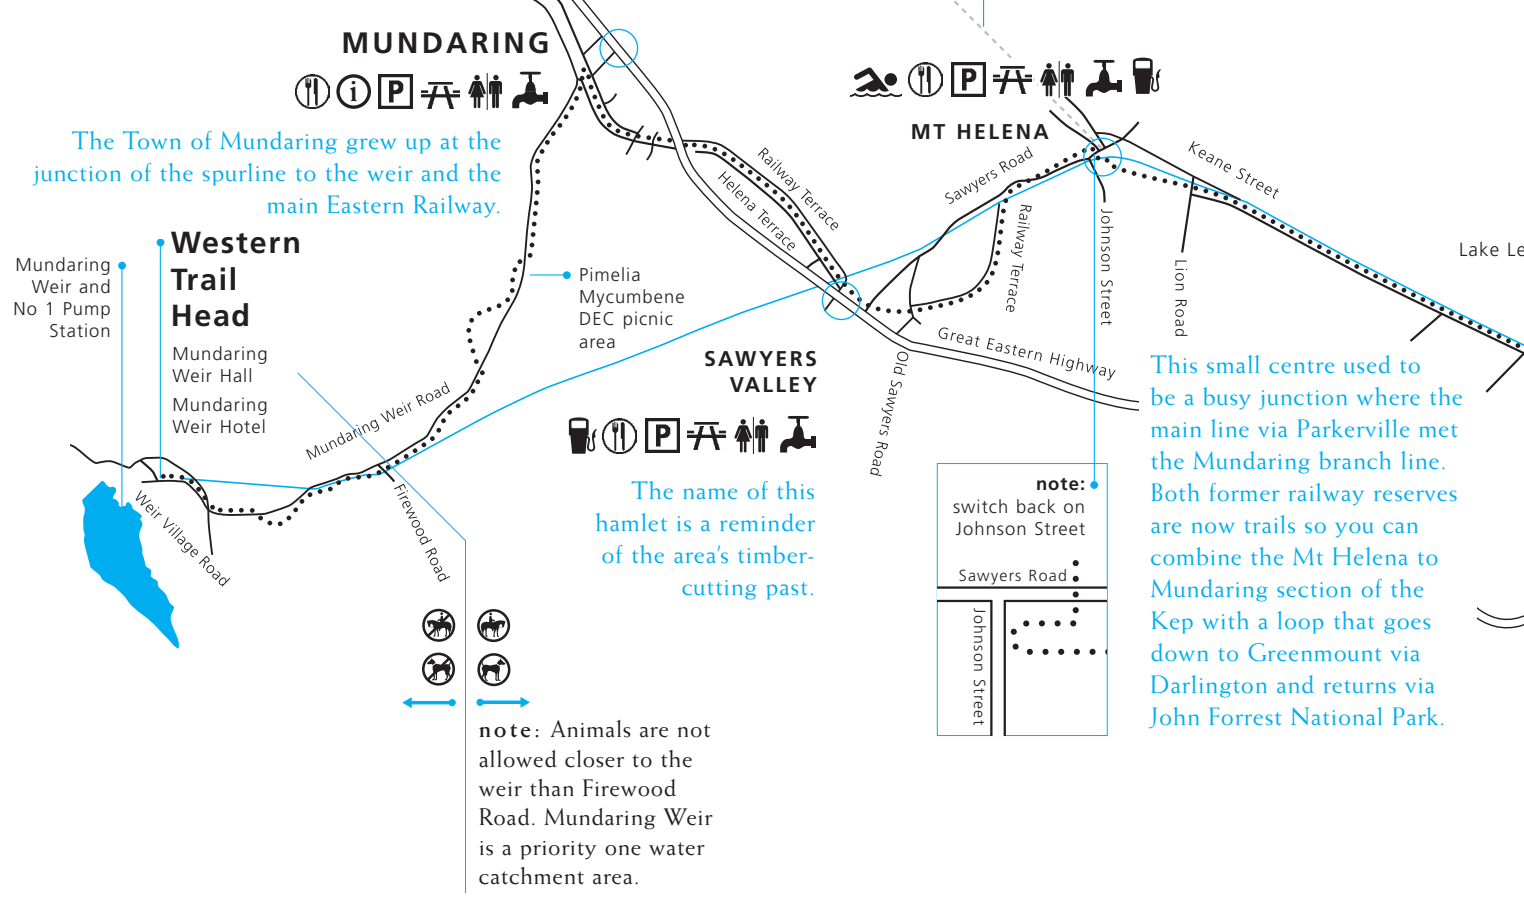 MUNDARING
i
P
The Town of Mundaring grew up at the
junction of the spurline to the weir and the
main Eastern Railway.
Western
Trail
Head
Mundaring
Weir Hall
Mundaring
Weir Hotel
Mundaring
Weir and
No 1 Pump
Station
Weir Village Road
Mundaring Weir Road
Firewood Road
Pimelia
Mycumbene
DEC picnic
area
Railway Terrace
Helena Terrace
SAWYERS
VALLEY
P
The name of this
hamlet is a reminder
of the area's timber-
cutting past.
note: Animals are not
allowed closer to the
weir than Firewood
Road. Mundaring Weir
is a priority one water
catchment area.
P
MT HELENA
Sawyers Road
Railway Terrace
Johnson Street
Keane Street
Lion Road
Lake Le
Great Eastern Highway
Old Sawyers Road
note:
switch back on
Johnson Street
Sawyers Road
Johnson Street
This small centre used to
be a busy junction where the
main line via Parkerville met
the Mundaring branch line.
Both former railway reserves
are now trails so you can
combine the Mt Helena to
Mundaring section of the
Kep with a loop that goes
down to Greenmount via
Darlington and returns via
John Forrest National Park.